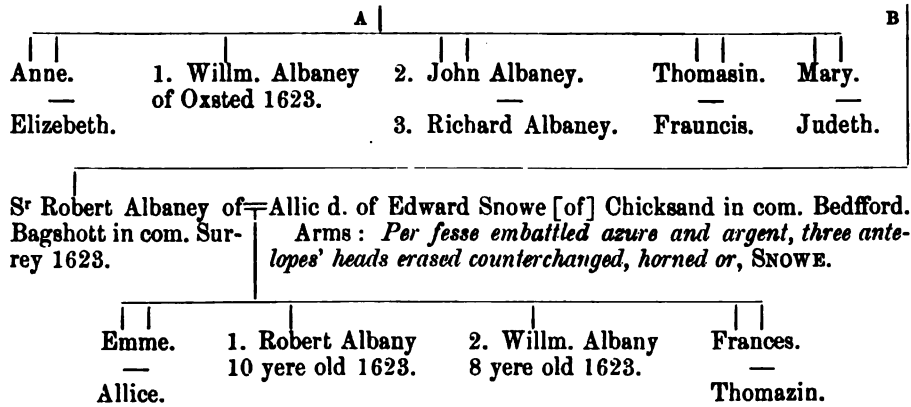 A B
Anne. 1. Willm. Albaney 2. John Albaney. Thomasin. Mary.
— of Oxsted 1623. — — —
Elizebeth. 3. Richard Albaney. Frauncis. Judeth.
Sr Robert Albaney of=Allic d. of Edward Snowe [of] Chicksand in com. Bedfford.
Bagshott in com. Sur- Arms: Per fesse embattled azure and argent, three ante-
rey 1623. lopes' heads erased counterchanged, horned or, SNOWE.
Emme. 1. Robert Albany 2. Willm. Albany Frances.
— 10 yere old 1623. 8 yere old 1623. —
Allice. Thomazin.